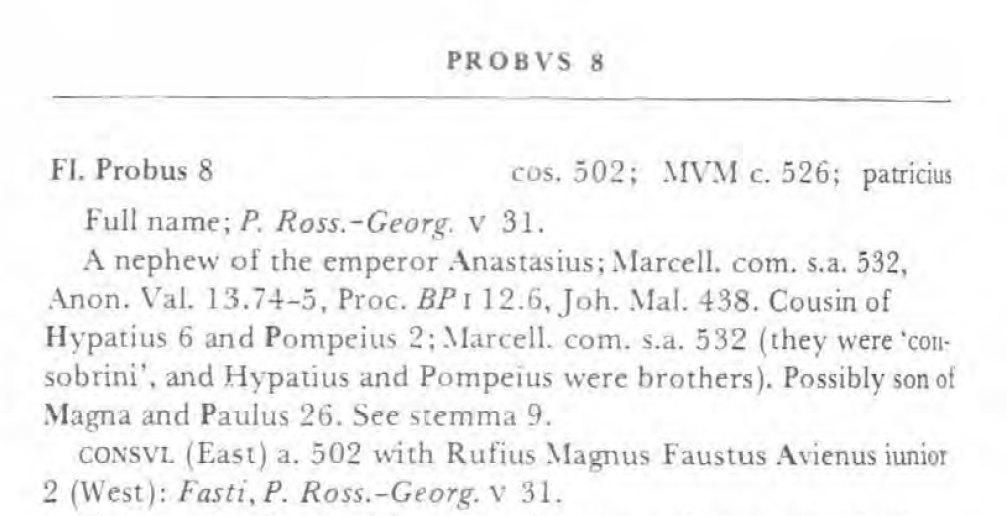 PROBVS 8
Fl. Probus 8 cos. 502; MVM c. 526; patricius
Full name; P. Ross.-Georg. V 31.
A nephew of the emperor Anastasius; Marcell. com. s.a. 532,
Anon. Val. 13.74-5, Proc. BP I 12.6, Joh. Mal. 438. Cousin of
Hypatius 6 and Pompeius 2; Marcell. com. s.a. 532 (they were 'con-
sobrini', and Hypatius and Pompeius were brothers). Possibly son of
Magna and Paulus 26. See stemma 9.
CONSVL (East) a. 502 with Rufius Magnus Faustus Avienus iunior
2 (West): Fasti, P. Ross.-Georg. V 31.